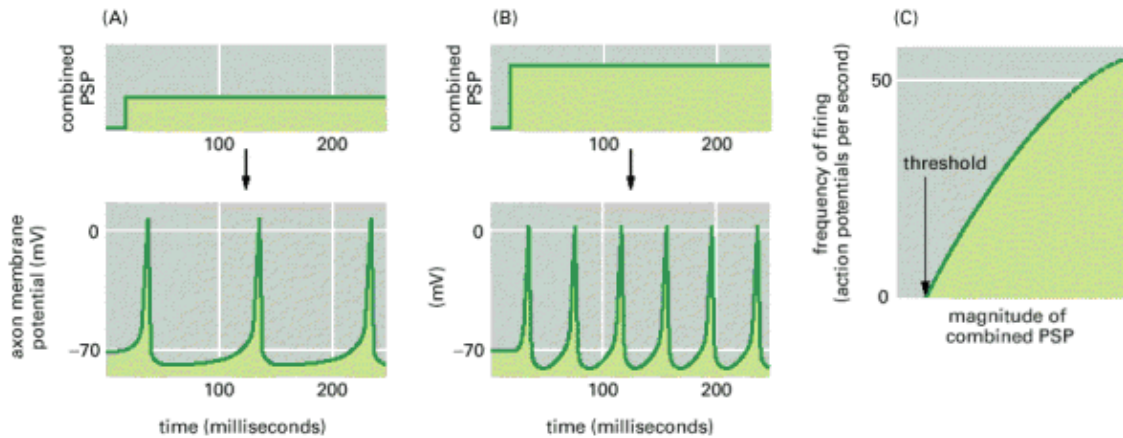 (A)
combined
PSP
100
200
axon membrane
potential (mV)
0
–70
100
200
time (milliseconds)
(B)
combined
PSP
100
200
(mV)
0
–70
100
200
time (milliseconds)
(C)
frequency of firing
(action potentials per second)
50
0
threshold
magnitude of
combined PSP